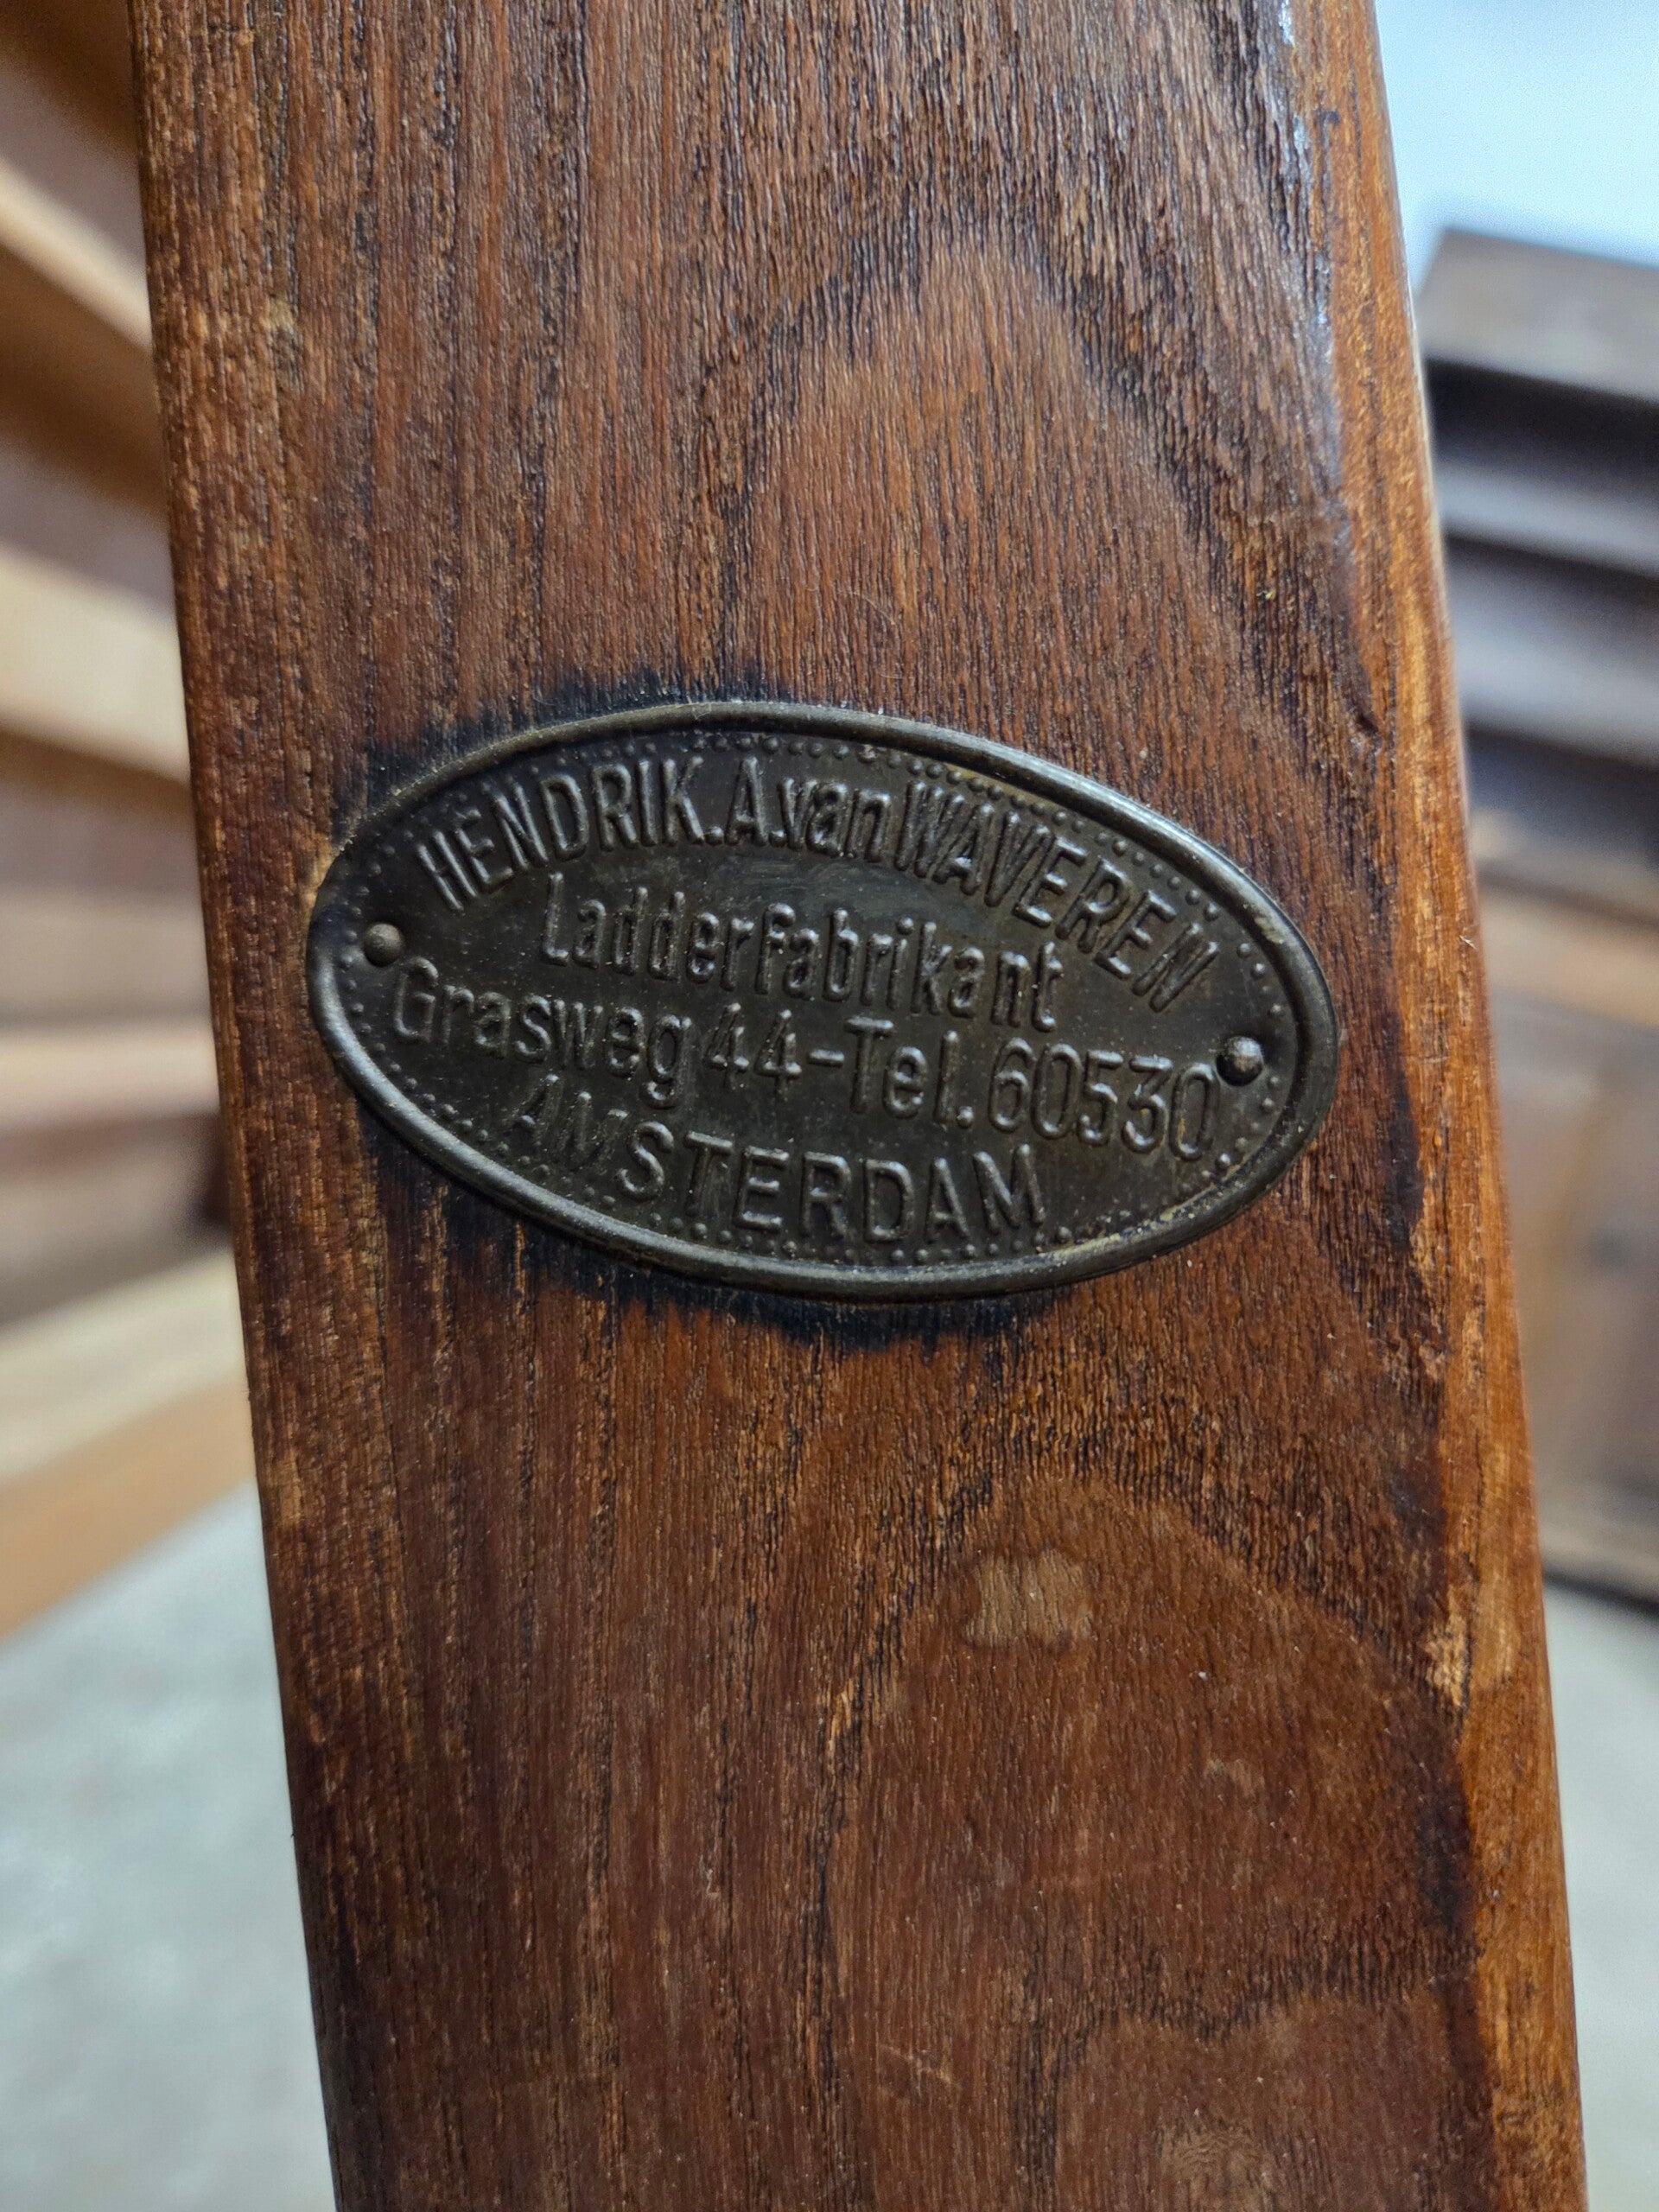 HENDRIK.A.van WAVEREN
Ladderfabrikant
Grasweg 44-Tel. 60530
AMSTERDAM